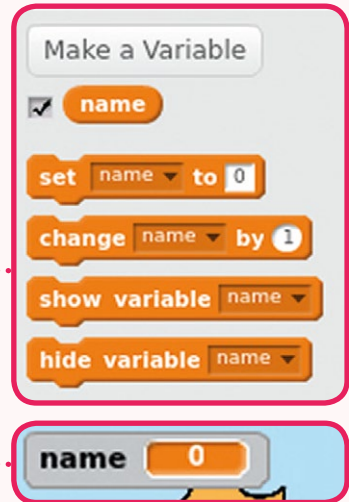 Make a Variable
name
set name to 0
change name by 1
show variable name
hide variable name
name 0